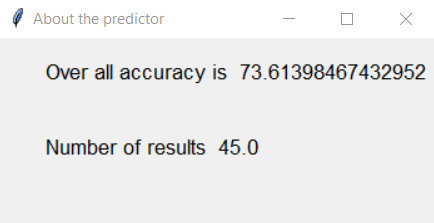 About the predictor
Over all accuracy is 73.61398467432952
Number of results 45.0